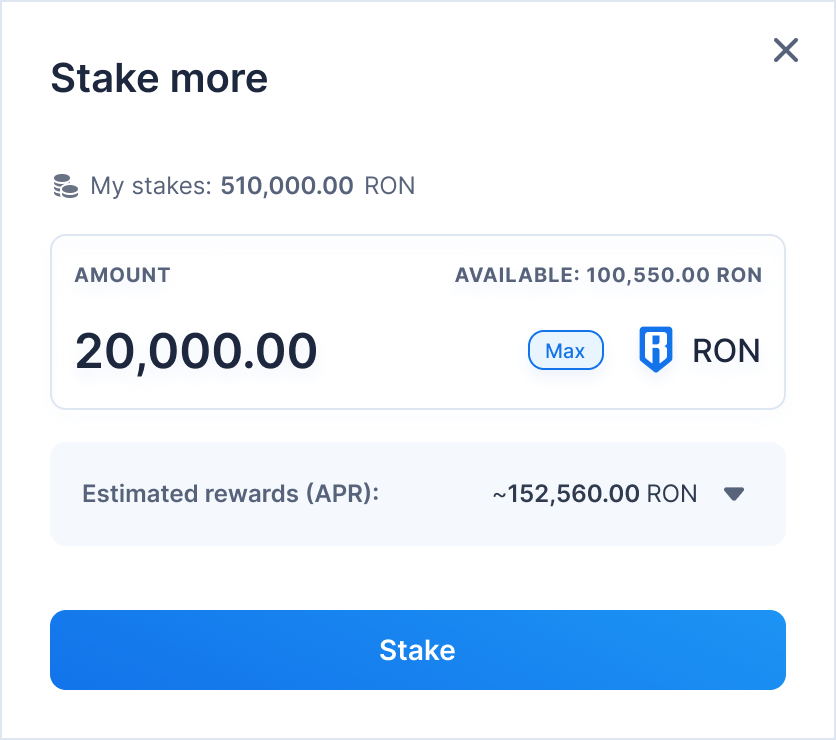 Stake more
My stakes: 510,000.00 RON
AMOUNT AVAILABLE: 100,550.00 RON
20,000.00 Max RON
Estimated rewards (APR): ~152,560.00 RON
Stake